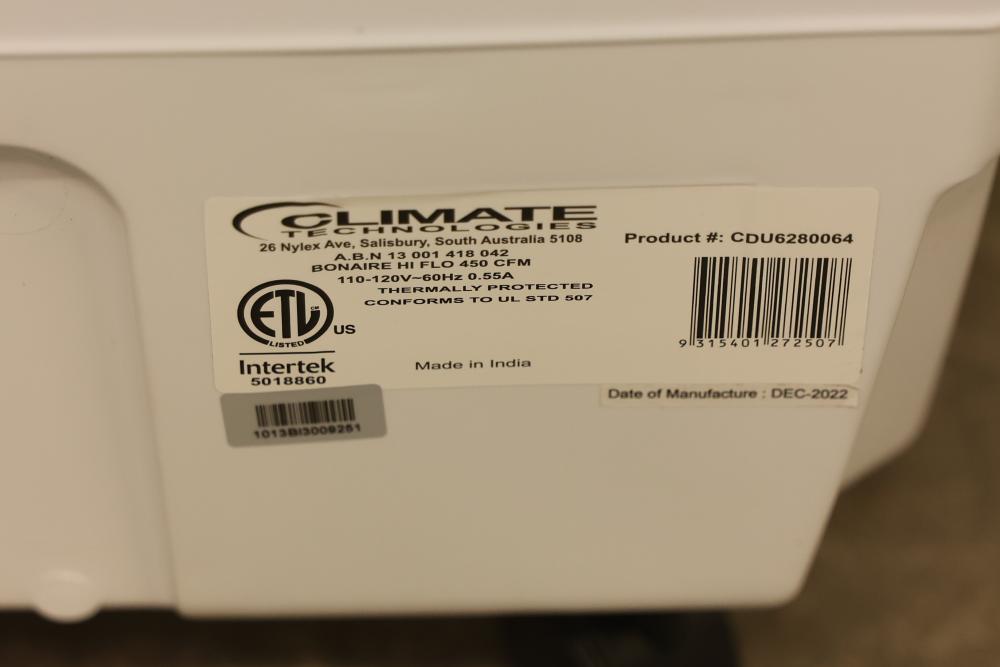 CLIMATE
TECHNOLOGIES
26 Nylex Ave, Salisbury, South Australia 5108
A.B.N 13 001 418 042
BONAIRE HI FLO 450 CFM
110-120V~60Hz 0.55A
THERMALLY PROTECTED
CONFORMS TO UL STD 507
ETL CM
LISTED
US
Intertek
5018860
Made in India
Product #: CDU6280064
9 315401 272507
Date of Manufacture : DEC-2022
1013BI3009251